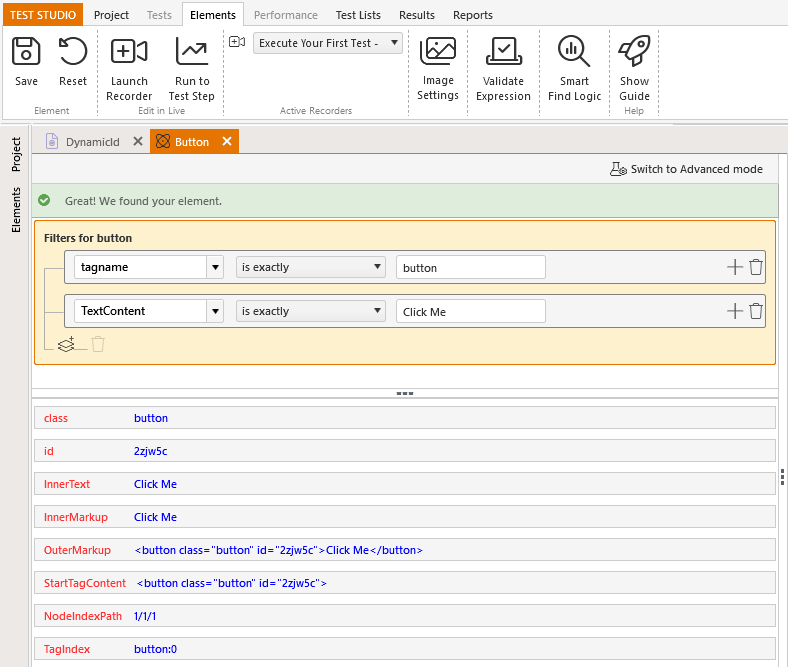 TEST STUDIO Project Tests Elements Performance Test Lists Results Reports
Execute Your First Test -
Save Reset Launch Recorder Run to Test Step Image Settings Validate Expression Smart Find Logic Show Guide
Element Edit in Live Active Recorders Help
Project
Elements
DynamicId Button
Switch to Advanced mode
Great! We found your element.
Filters for button
tagname is exactly button
TextContent is exactly Click Me
class button
id 2zjw5c
InnerText Click Me
InnerMarkup Click Me
OuterMarkup <button class="button" id="2zjw5c">Click Me</button>
StartTagContent <button class="button" id="2zjw5c">
NodeIndexPath 1/1/1
TagIndex button:0